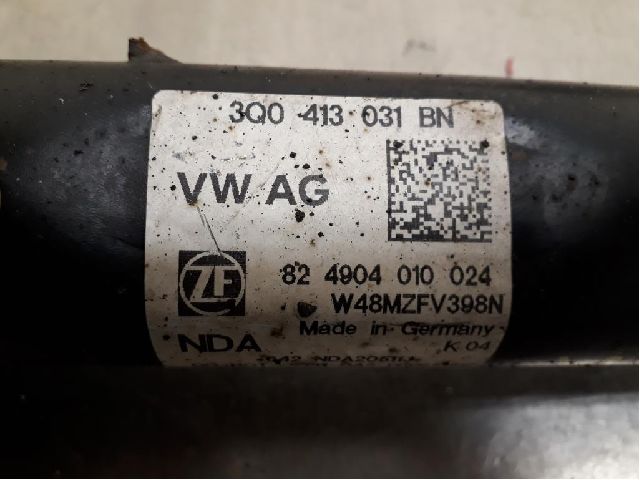 3Q0 413 031 BN
VW AG
ZF
82 4904 010 024
W48MZFV398N
Made in Germany
NDA
K 04